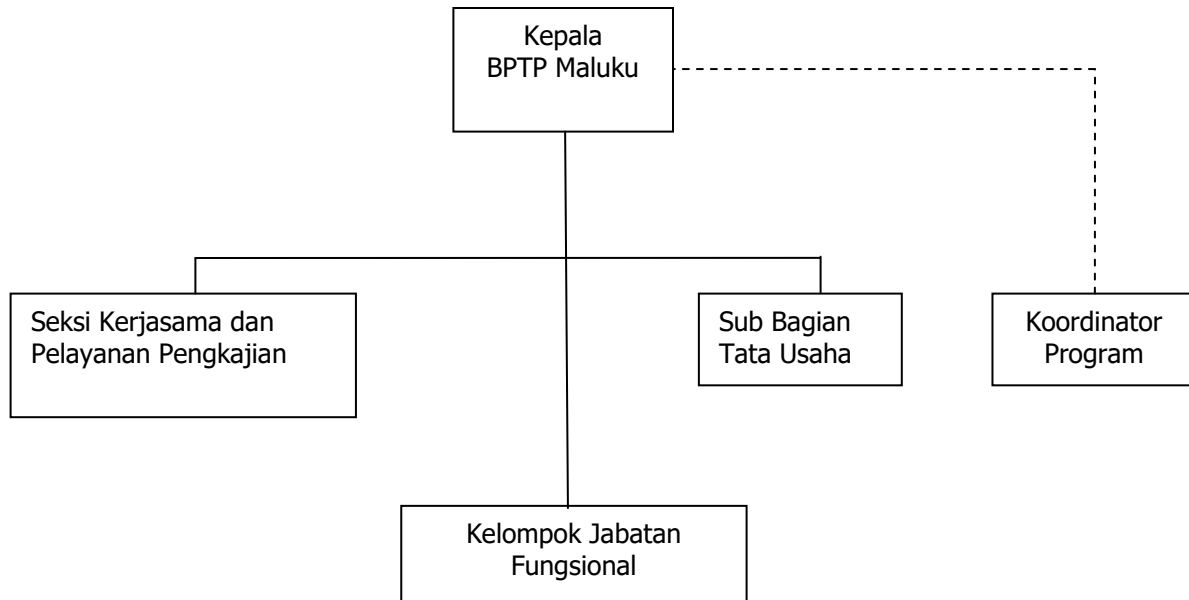 Kepala
BPTP Maluku
Seksi Kerjasama dan
Pelayanan Pengkajian
Sub Bagian
Tata Usaha
Koordinator
Program
Kelompok Jabatan
Fungsional